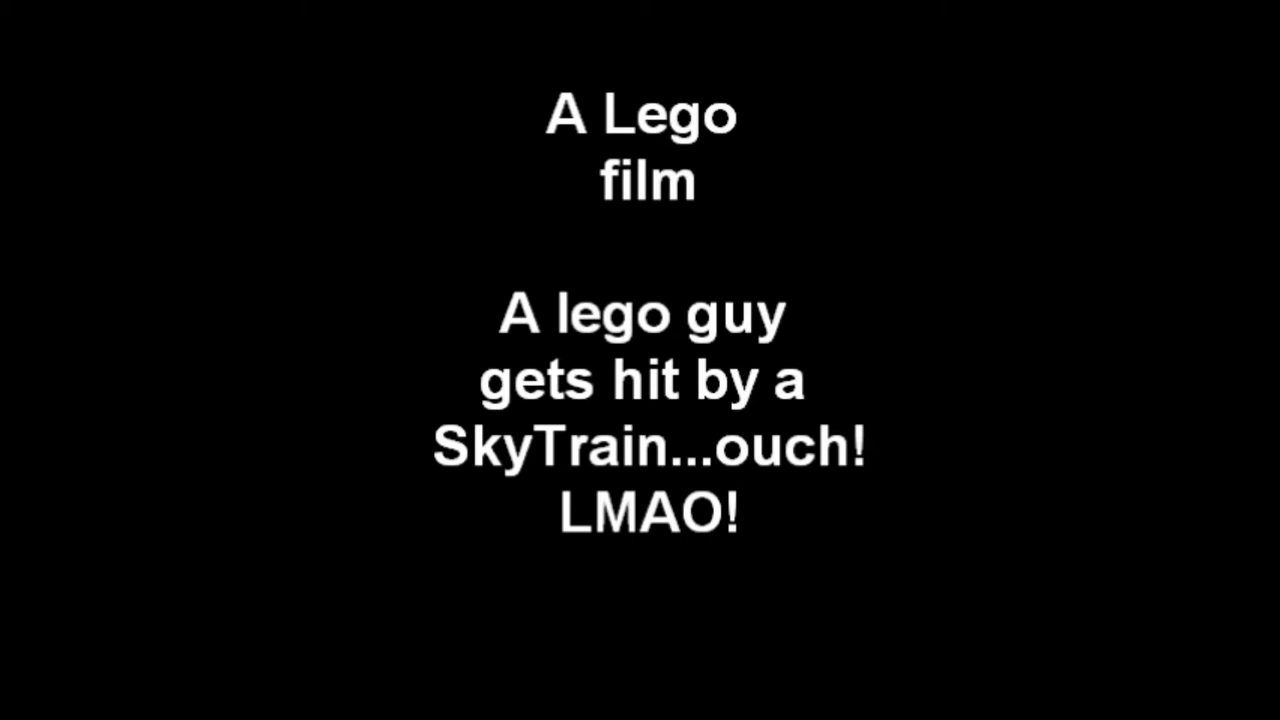 A Lego
film
A lego guy
gets hit by a
SkyTrain...ouch!
LMAO!